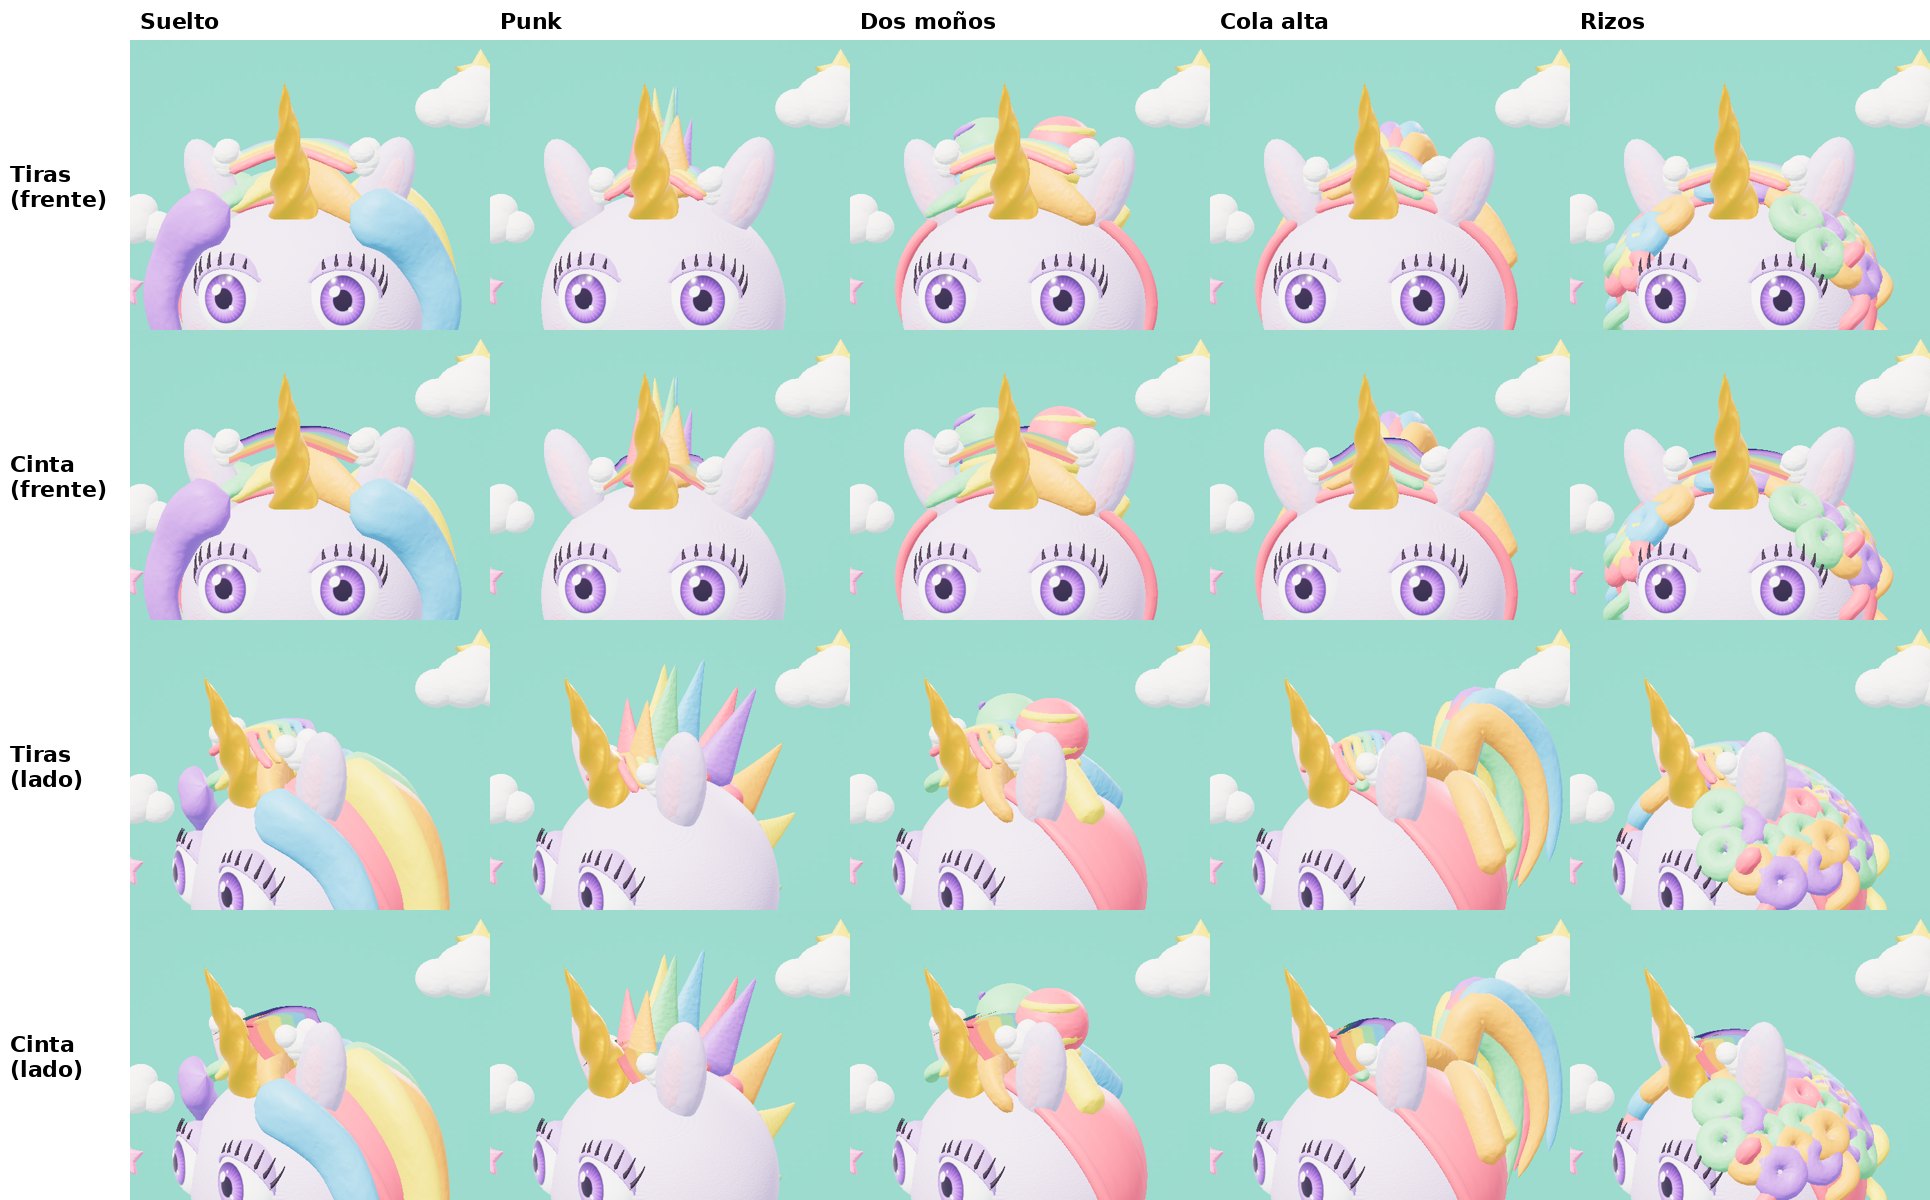 Suelto
Punk
Dos moños
Cola alta
Rizos
Tiras
(frente)
Cinta
(frente)
Tiras
(lado)
Cinta
(lado)